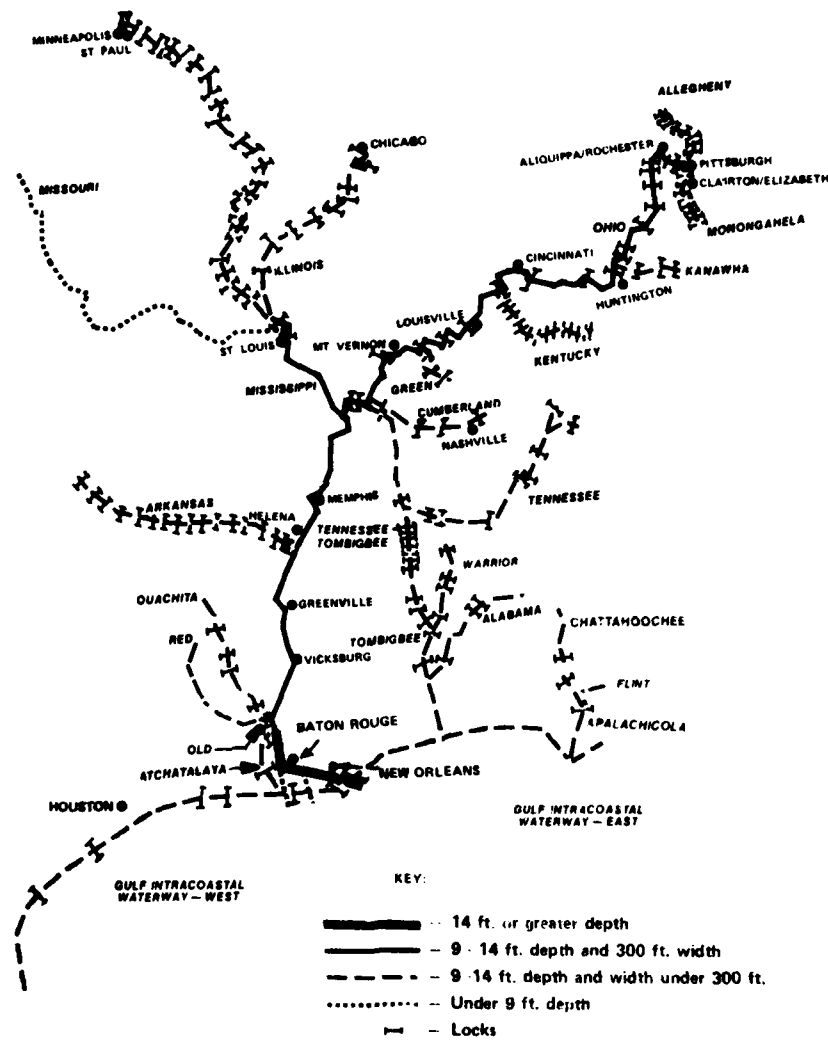 MINNEAPOLIS
ST PAUL
ALLEGHENY
CHICAGO
ALIQUIPPA/ROCHESTER
PITTSBURGH
CLAIRTON/ELIZABETH
MISSOURI
OHIO
MONONGAHELA
CINCINNATI
ILLINOIS
KANAWHA
HUNTINGTON
LOUISVILLE
ST LOUIS
MT VERNON
KENTUCKY
MISSISSIPPI
GREEN
CUMBERLAND
NASHVILLE
ARKANSAS
MEMPHIS
TENNESSEE
HELENA
TENNESSEE
TOMBIGBEE
WARRIOR
OUACHITA
GREENVILLE
ALABAMA
CHATTAHOOCHEE
RED
TOMBIGBEE
VICKSBURG
FLINT
BATON ROUGE
APALACHICOLA
OLD
ATCHATALAYA
NEW ORLEANS
HOUSTON
GULF INTRACOASTAL
WATERWAY - EAST
GULF INTRACOASTAL
WATERWAY - WEST
KEY:
- 14 ft. or greater depth
- 9 - 14 ft. depth and 300 ft. width
- 9 - 14 ft. depth and width under 300 ft.
- Under 9 ft. depth
- Locks